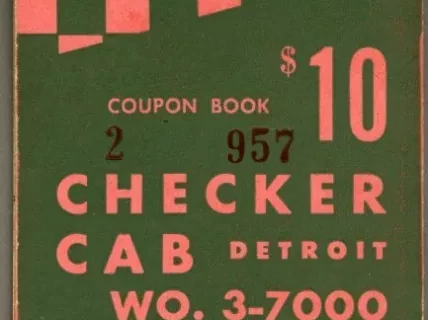 $10
COUPON BOOK
2 957
CHECKER
CAB DETROIT
WO. 3-7000